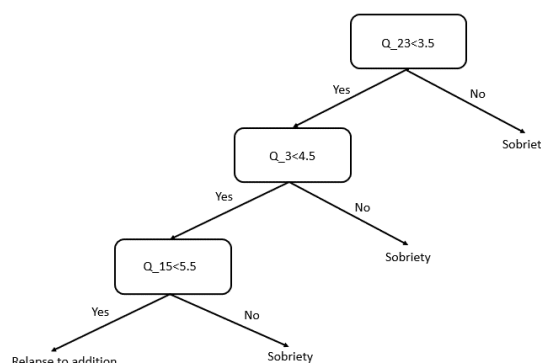 Q_23<3.5
Yes
No
Sobriet
Q_3<4.5
Yes
No
Sobriety
Q_15<5.5
Yes
No
Relapse to addition
Sobriety